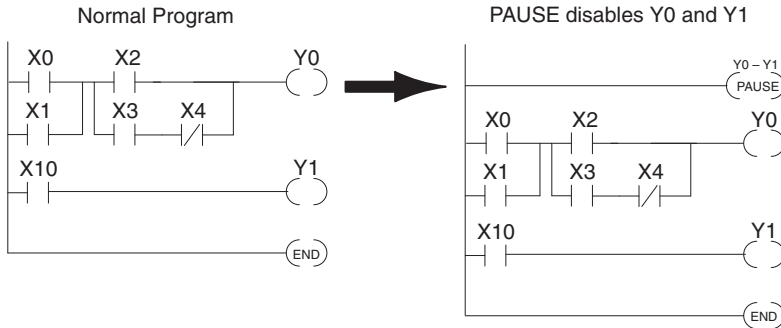 Normal Program
X0 X2 Y0
X1 X3 X4
X10 Y1
END
PAUSE disables Y0 and Y1
Y0 – Y1
PAUSE
X0 X2 Y0
X1 X3 X4
X10 Y1
END